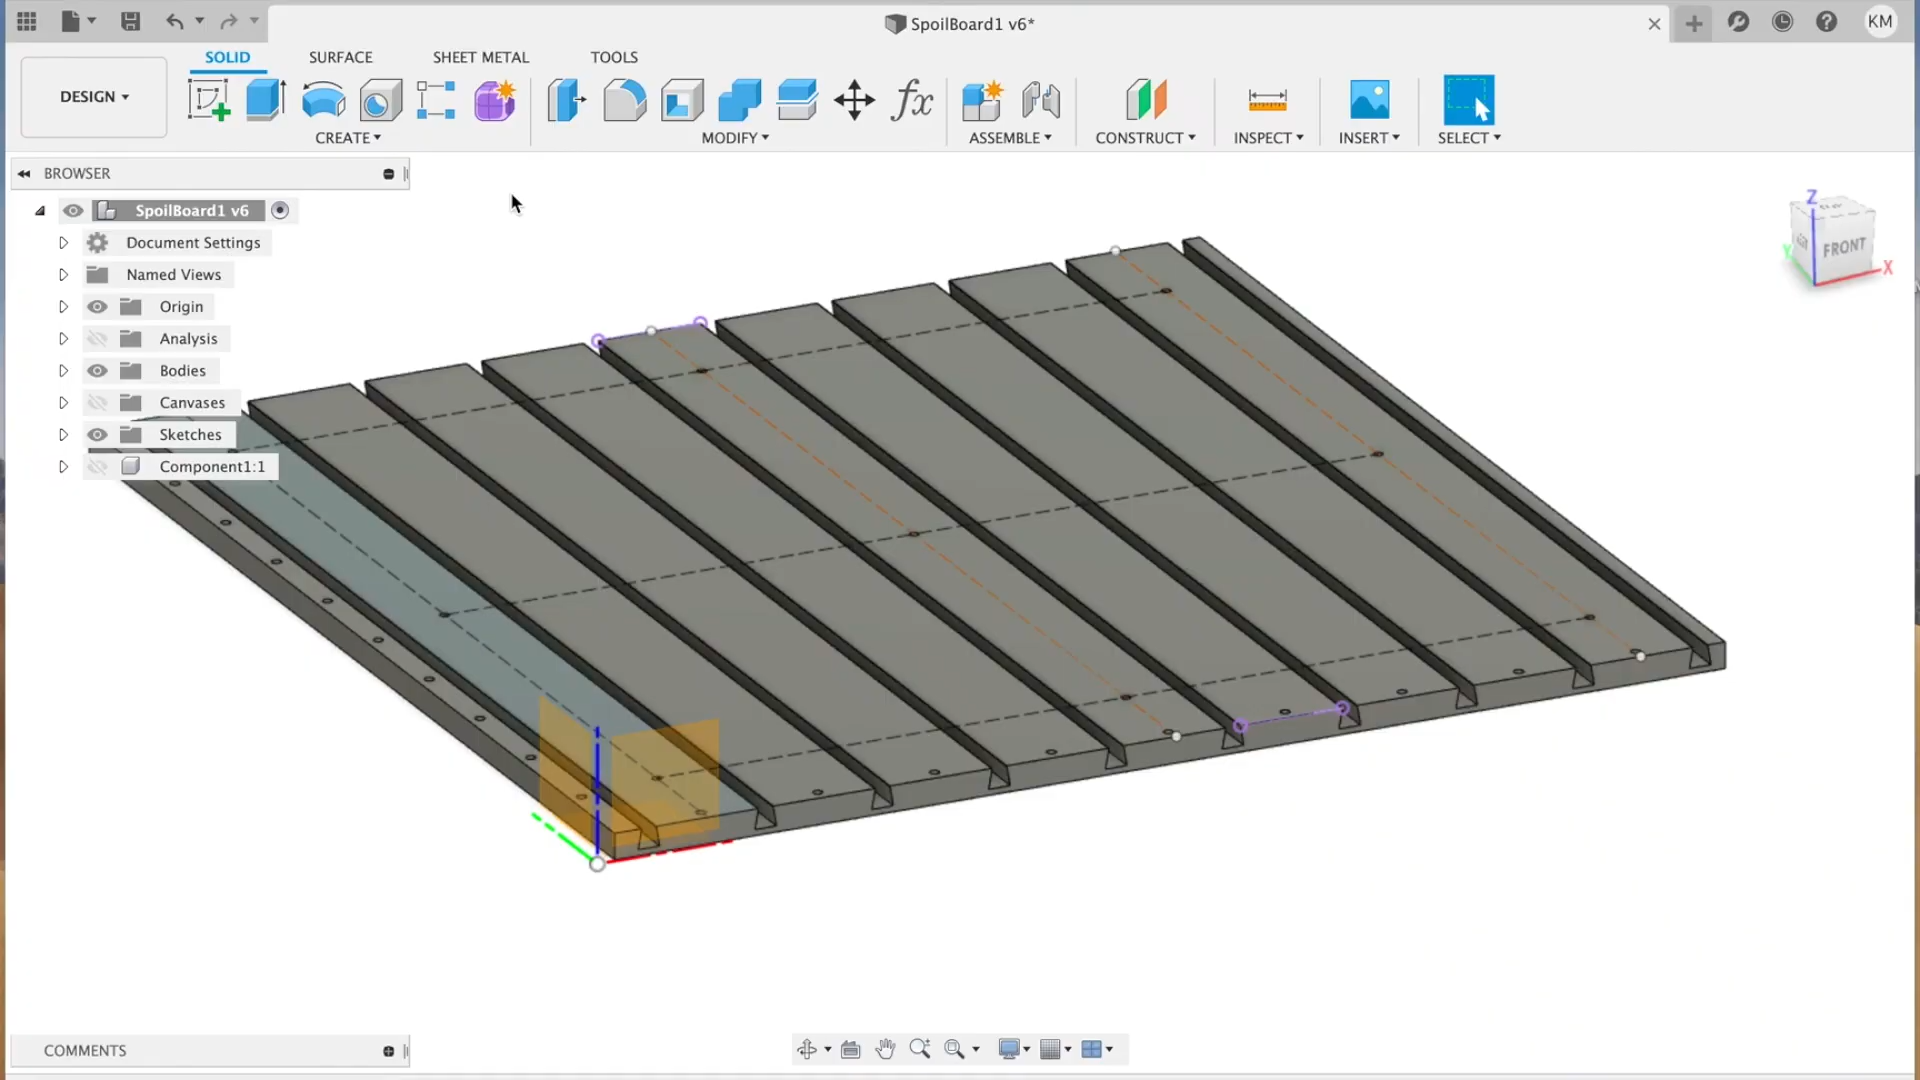 SpoilBoard1 v6*
KM
SOLID
SURFACE
SHEET METAL
TOOLS
DESIGN
fx
CREATE
MODIFY
ASSEMBLE
CONSTRUCT
INSPECT
INSERT
SELECT
BROWSER
SpoilBoard1 v6
Document Settings
Named Views
Origin
Analysis
Bodies
Canvases
Sketches
Component1:1
Z
FRONT
X
COMMENTS